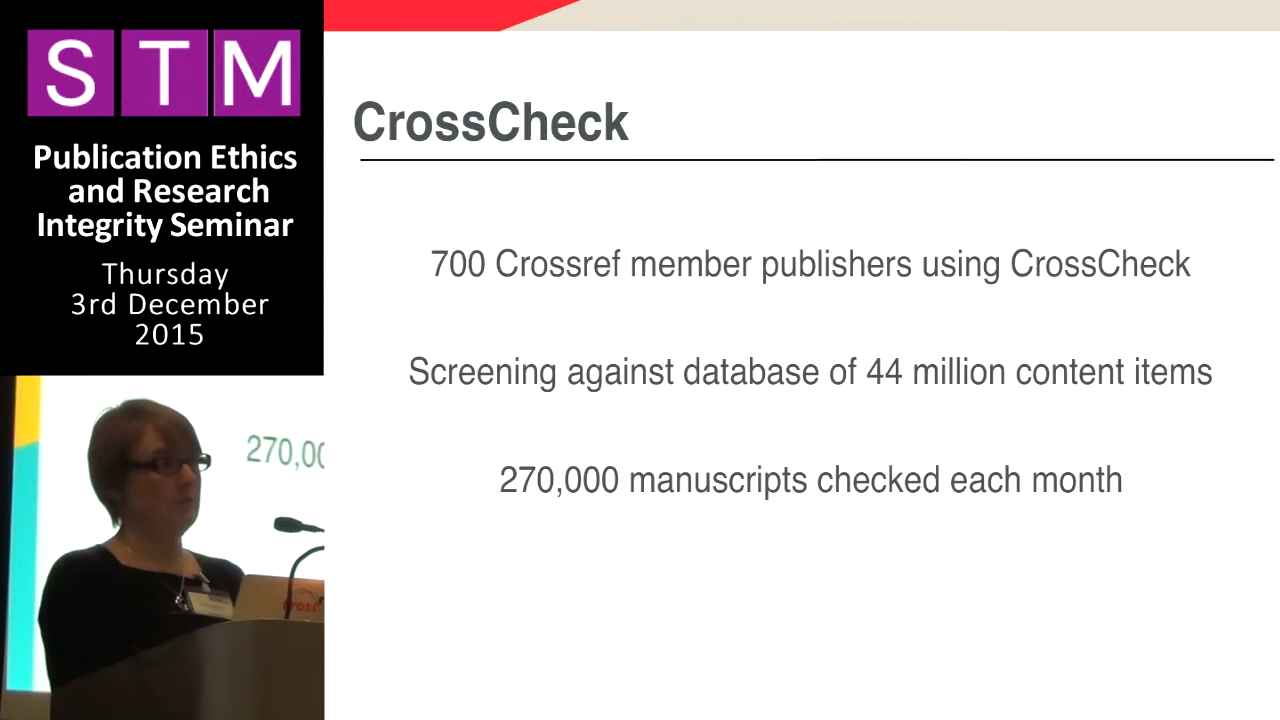 STM
Publication Ethics
and Research
Integrity Seminar
Thursday
3rd December
2015
CrossCheck
700 Crossref member publishers using CrossCheck
Screening against database of 44 million content items
270,000 manuscripts checked each month
270,00
Cross